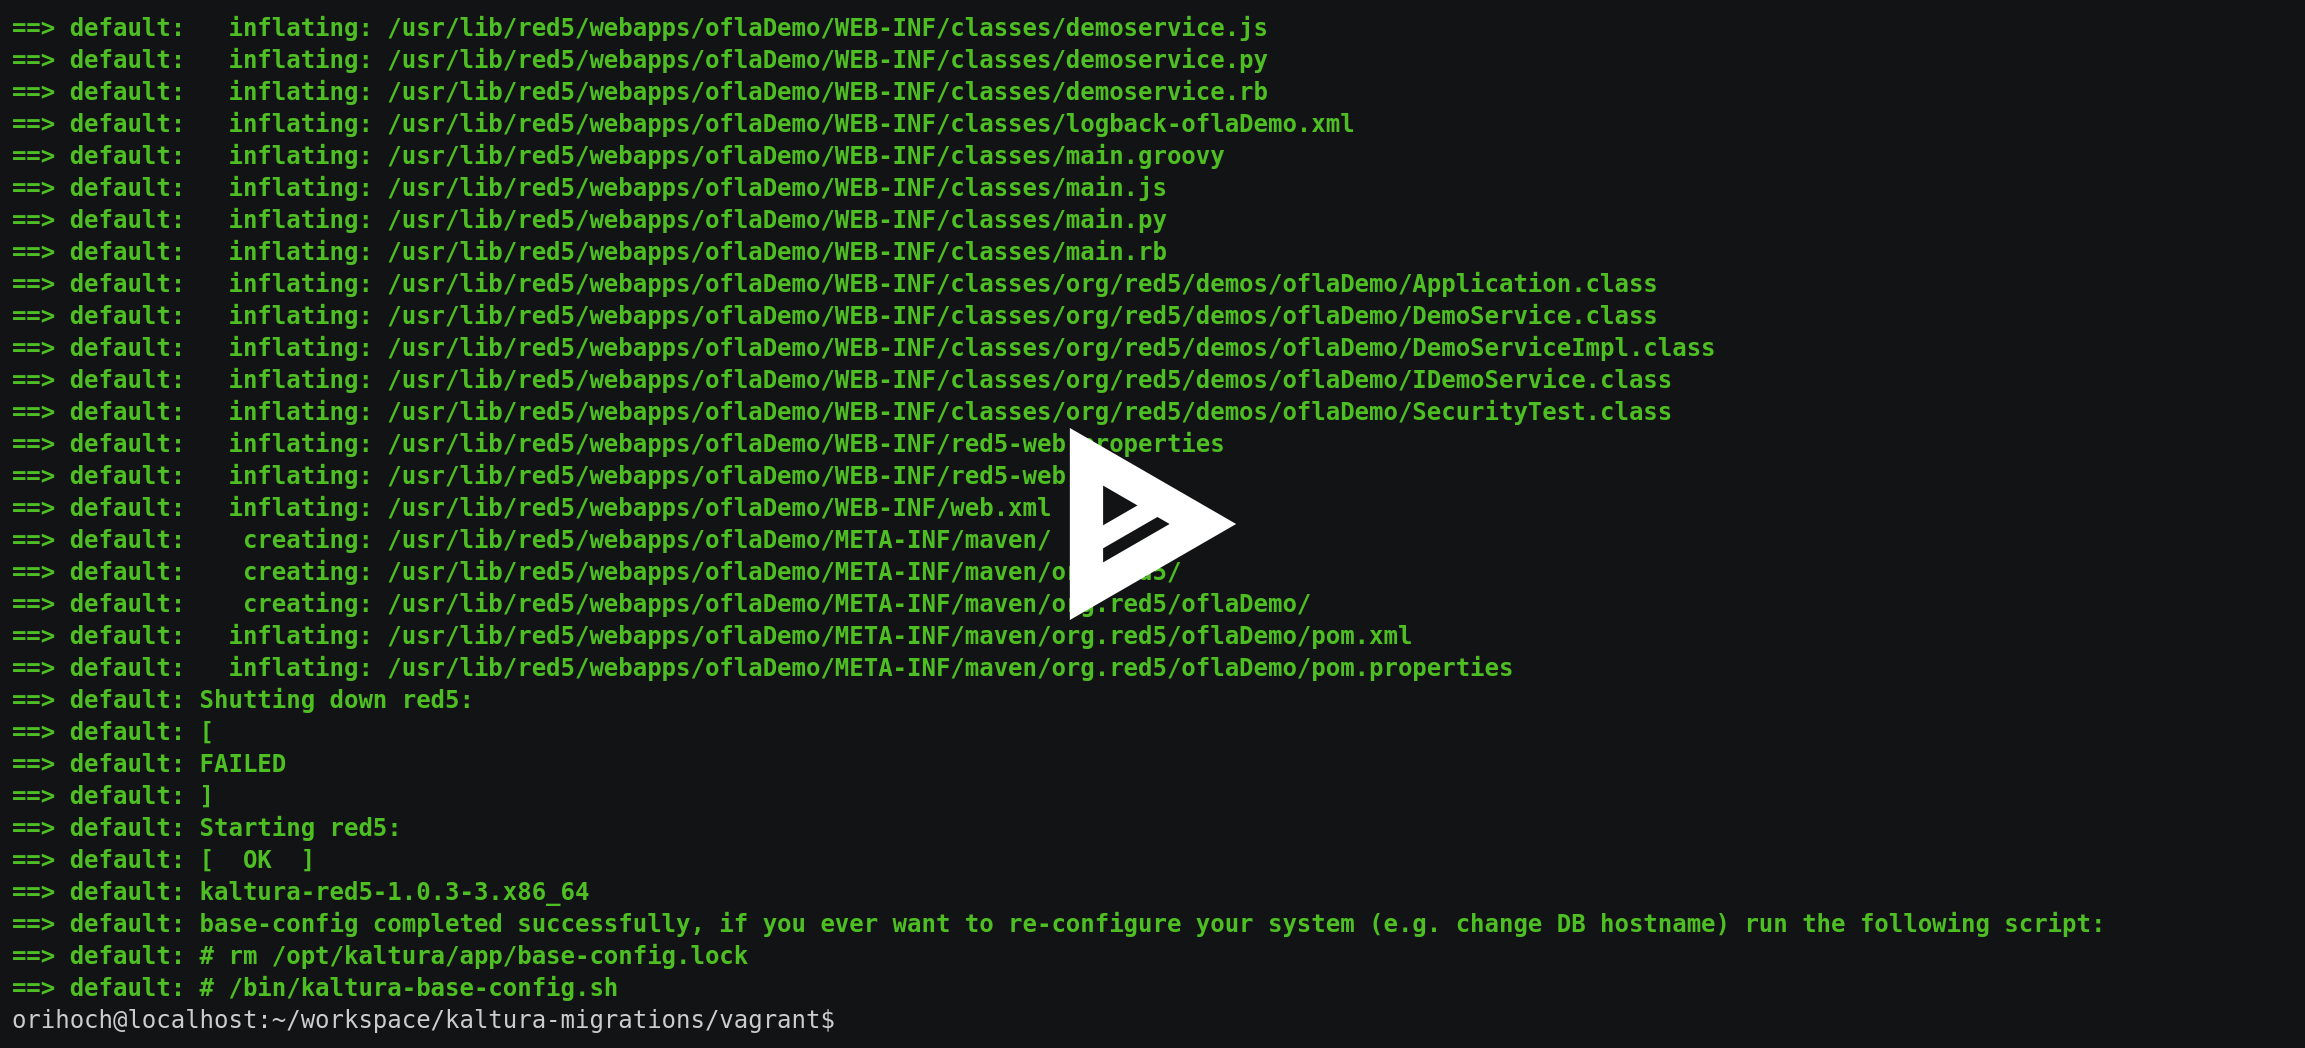 ==> default:   inflating: /usr/lib/red5/webapps/oflaDemo/WEB-INF/classes/demoservice.js
==> default:   inflating: /usr/lib/red5/webapps/oflaDemo/WEB-INF/classes/demoservice.py
==> default:   inflating: /usr/lib/red5/webapps/oflaDemo/WEB-INF/classes/demoservice.rb
==> default:   inflating: /usr/lib/red5/webapps/oflaDemo/WEB-INF/classes/logback-oflaDemo.xml
==> default:   inflating: /usr/lib/red5/webapps/oflaDemo/WEB-INF/classes/main.groovy
==> default:   inflating: /usr/lib/red5/webapps/oflaDemo/WEB-INF/classes/main.js
==> default:   inflating: /usr/lib/red5/webapps/oflaDemo/WEB-INF/classes/main.py
==> default:   inflating: /usr/lib/red5/webapps/oflaDemo/WEB-INF/classes/main.rb
==> default:   inflating: /usr/lib/red5/webapps/oflaDemo/WEB-INF/classes/org/red5/demos/oflaDemo/Application.class
==> default:   inflating: /usr/lib/red5/webapps/oflaDemo/WEB-INF/classes/org/red5/demos/oflaDemo/DemoService.class
==> default:   inflating: /usr/lib/red5/webapps/oflaDemo/WEB-INF/classes/org/red5/demos/oflaDemo/DemoServiceImpl.class
==> default:   inflating: /usr/lib/red5/webapps/oflaDemo/WEB-INF/classes/org/red5/demos/oflaDemo/IDemoService.class
==> default:   inflating: /usr/lib/red5/webapps/oflaDemo/WEB-INF/classes/org/red5/demos/oflaDemo/SecurityTest.class
==> default:   inflating: /usr/lib/red5/webapps/oflaDemo/WEB-INF/red5-web properties
==> default:   inflating: /usr/lib/red5/webapps/oflaDemo/WEB-INF/red5-web
==> default:   inflating: /usr/lib/red5/webapps/oflaDemo/WEB-INF/web.xml
==> default:    creating: /usr/lib/red5/webapps/oflaDemo/META-INF/maven/
==> default:    creating: /usr/lib/red5/webapps/oflaDemo/META-INF/maven/org.red5/
==> default:    creating: /usr/lib/red5/webapps/oflaDemo/META-INF/maven/org.red5/oflaDemo/
==> default:   inflating: /usr/lib/red5/webapps/oflaDemo/META-INF/maven/org.red5/oflaDemo/pom.xml
==> default:   inflating: /usr/lib/red5/webapps/oflaDemo/META-INF/maven/org.red5/oflaDemo/pom.properties
==> default: Shutting down red5:
==> default: [
==> default: FAILED
==> default: ]
==> default: Starting red5:
==> default: [  OK  ]
==> default: kaltura-red5-1.0.3-3.x86_64
==> default: base-config completed successfully, if you ever want to re-configure your system (e.g. change DB hostname) run the following script:
==> default: # rm /opt/kaltura/app/base-config.lock
==> default: # /bin/kaltura-base-config.sh
orihoch@localhost:~/workspace/kaltura-migrations/vagrant$